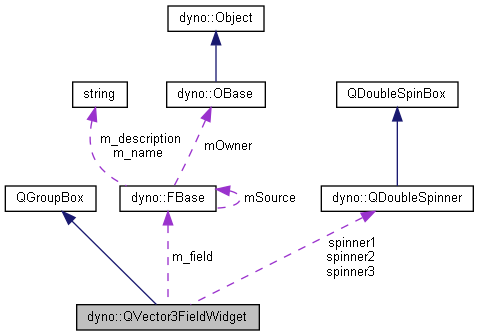 dyno::Object
string
dyno::OBase
QDoubleSpinBox
m_description
m_name
mOwner
QGroupBox
dyno::FBase
mSource
dyno::QDoubleSpinner
m_field
spinner1
spinner2
spinner3
dyno::QVector3FieldWidget